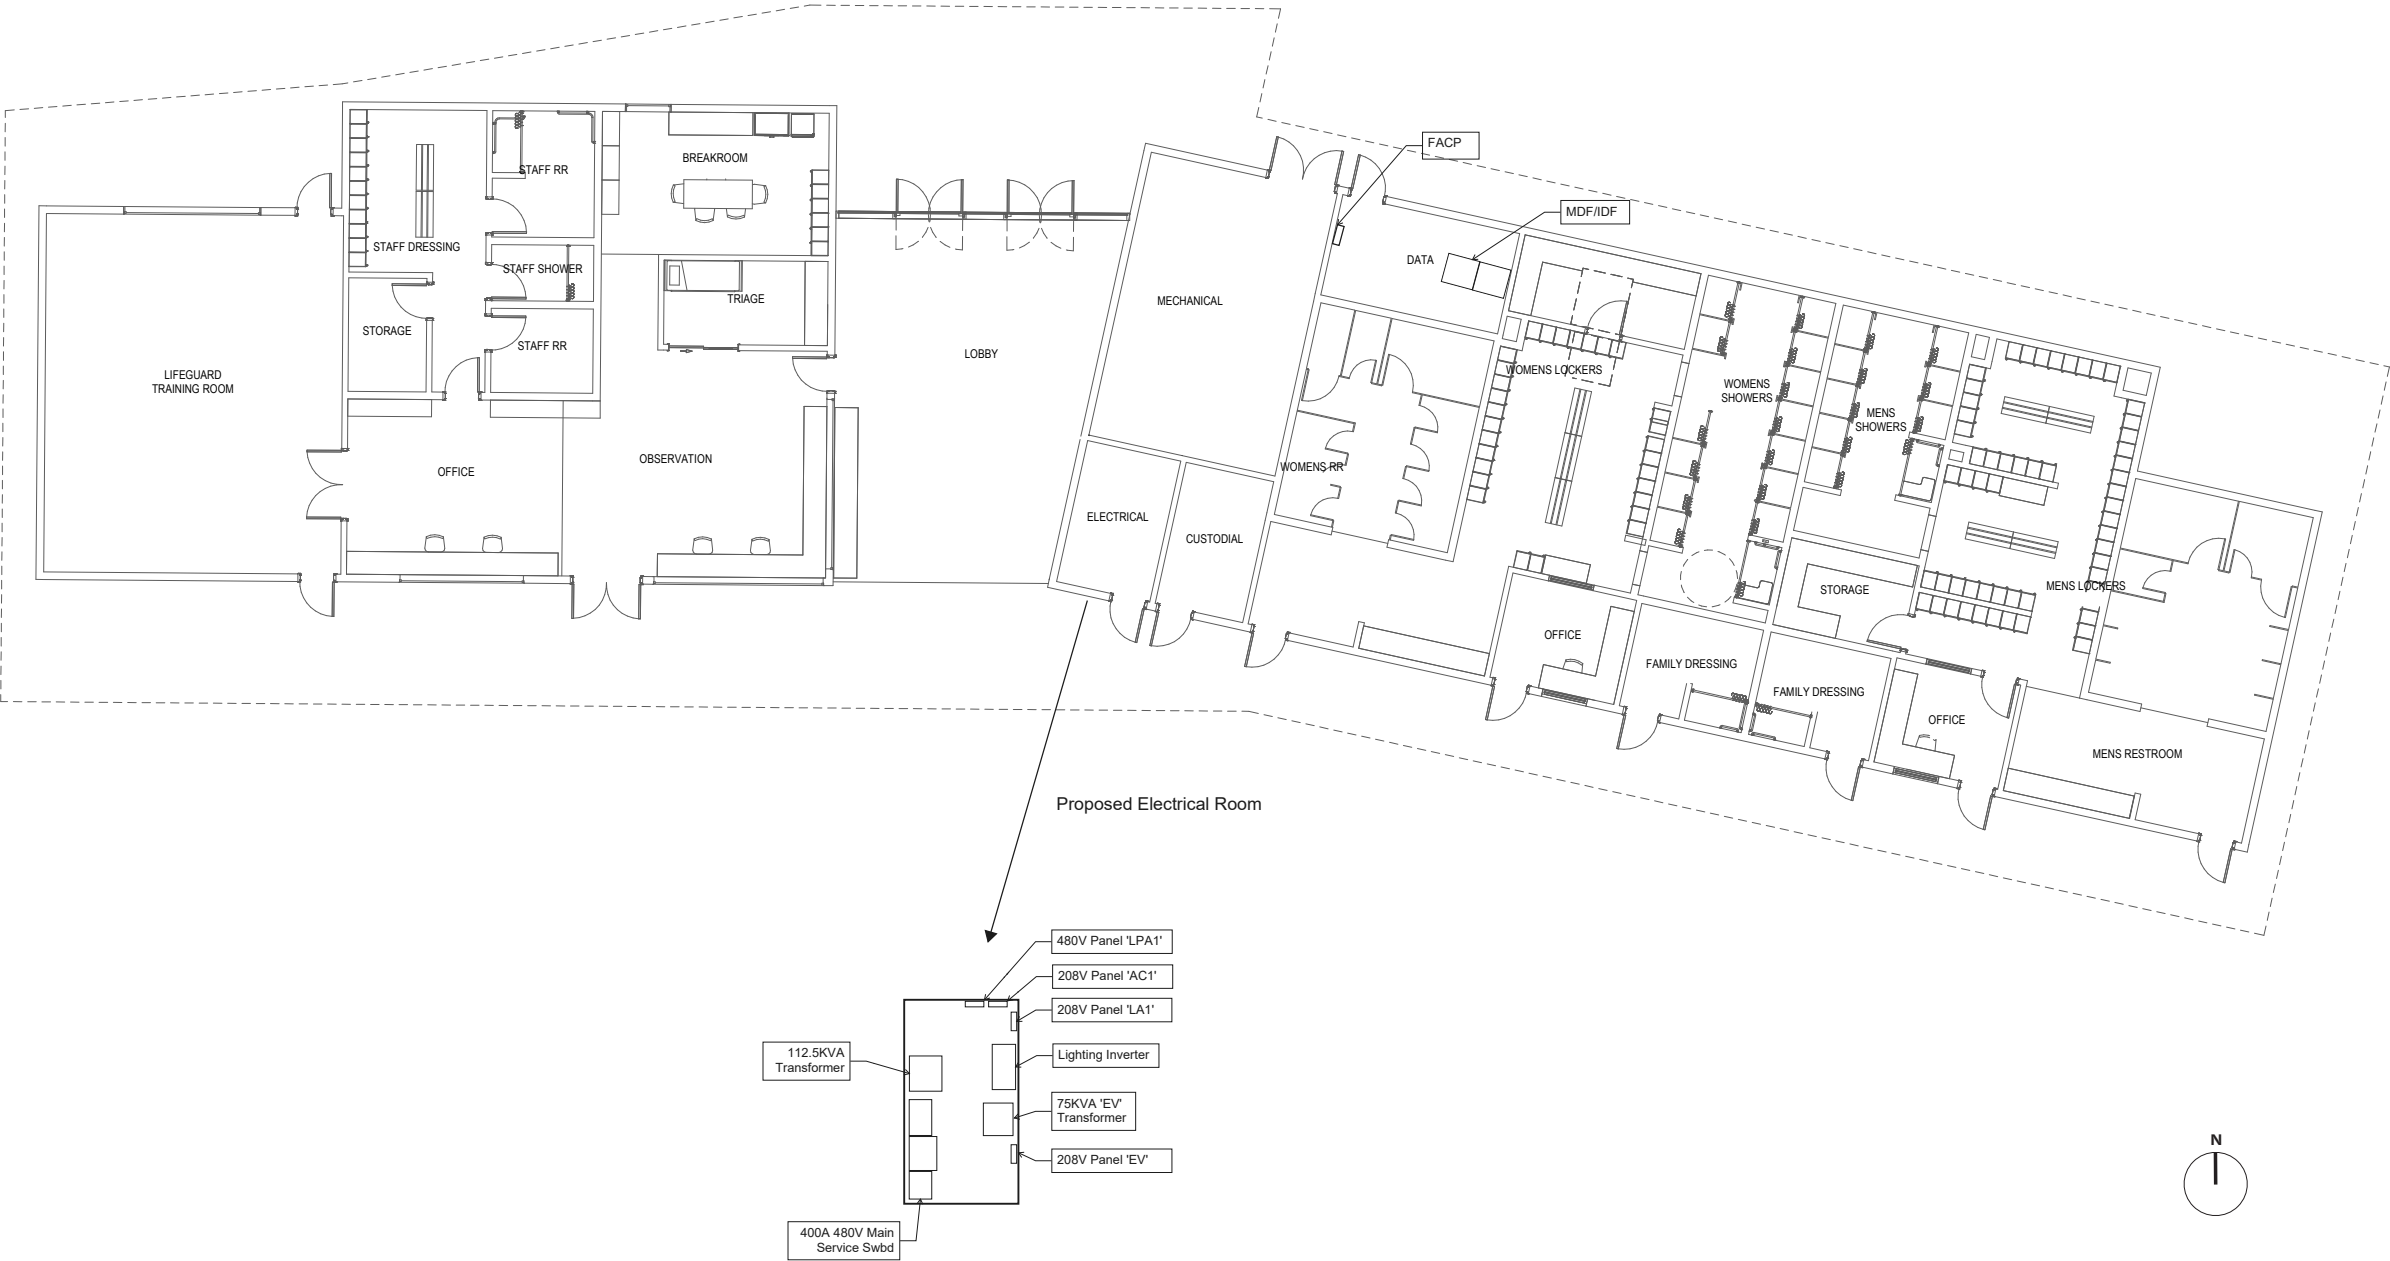 FACP
BREAKROOM
STAFF RR
MDF/IDF
STAFF DRESSING
STAFF SHOWER
DATA
TRIAGE
MECHANICAL
STORAGE
STAFF RR
LOBBY
LIFEGUARD
TRAINING ROOM
WOMENS LOCKERS
WOMENS
SHOWERS
MENS
SHOWERS
OFFICE
OBSERVATION
WOMENS RR
ELECTRICAL
CUSTODIAL
STORAGE
MENS LOCKERS
OFFICE
FAMILY DRESSING
FAMILY DRESSING
OFFICE
MENS RESTROOM
Proposed Electrical Room
480V Panel 'LPA1'
208V Panel 'AC1'
208V Panel 'LA1'
112.5KVA
Transformer
Lighting Inverter
75KVA 'EV'
Transformer
208V Panel 'EV'
400A 480V Main
Service Swbd
N